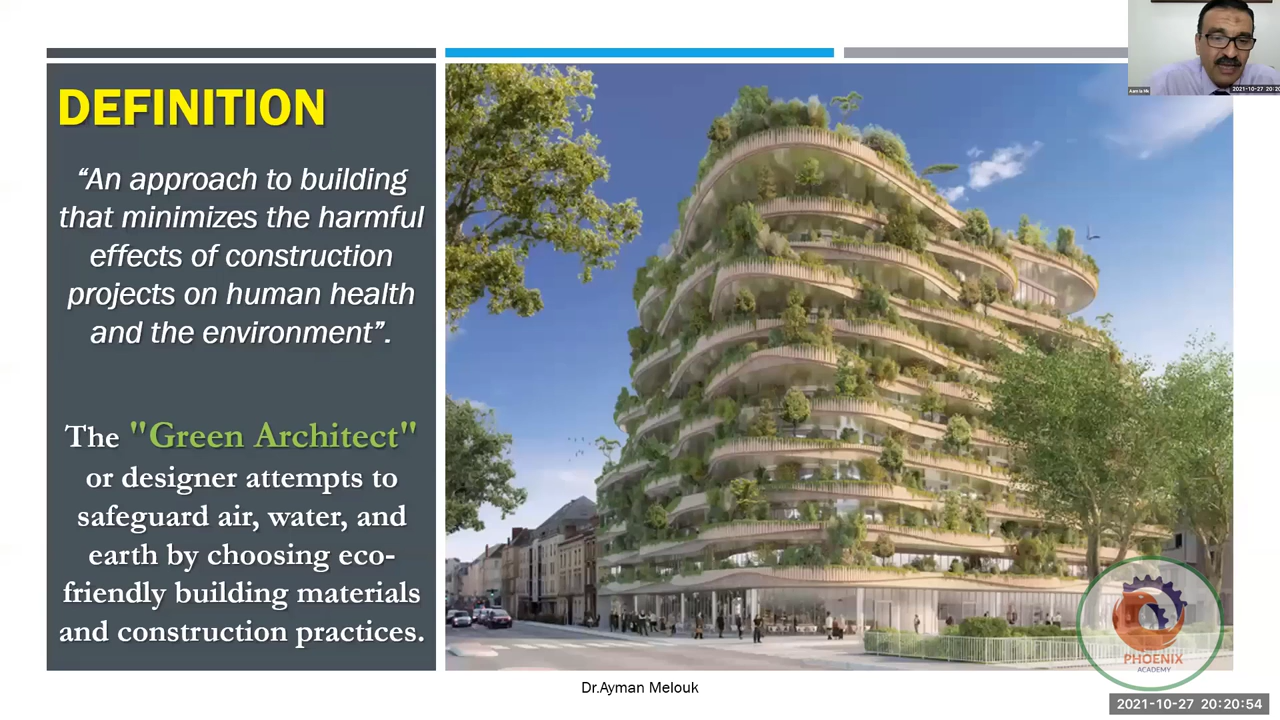 DEFINITION
“An approach to building
that minimizes the harmful
effects of construction
projects on human health
and the environment”.
The "Green Architect"
or designer attempts to
safeguard air, water, and
earth by choosing eco-
friendly building materials
and construction practices.
Dr.Ayman Melouk
PHOENIX
ACADEMY
2021-10-27 20:20:54